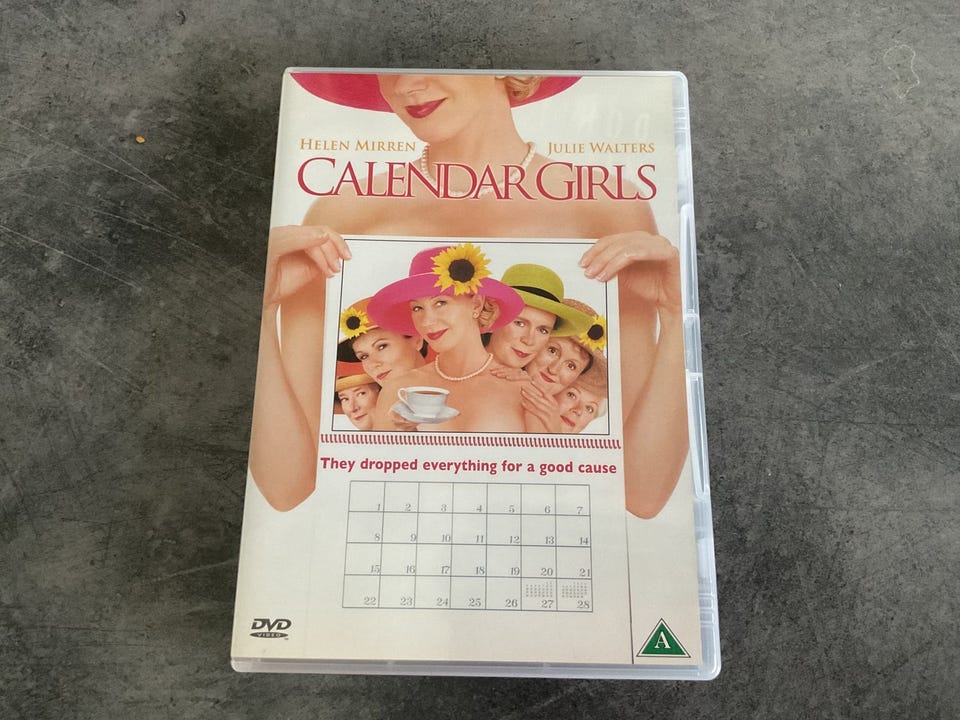 HELEN MIRREN JULIE WALTERS
CALENDAR GIRLS
They dropped everything for a good cause
1 2 3 4 5 6 7
8 9 10 11 12 13 14
15 16 17 18 19 20 21
22 23 24 25 26 27 28
DVD
VIDEO
A